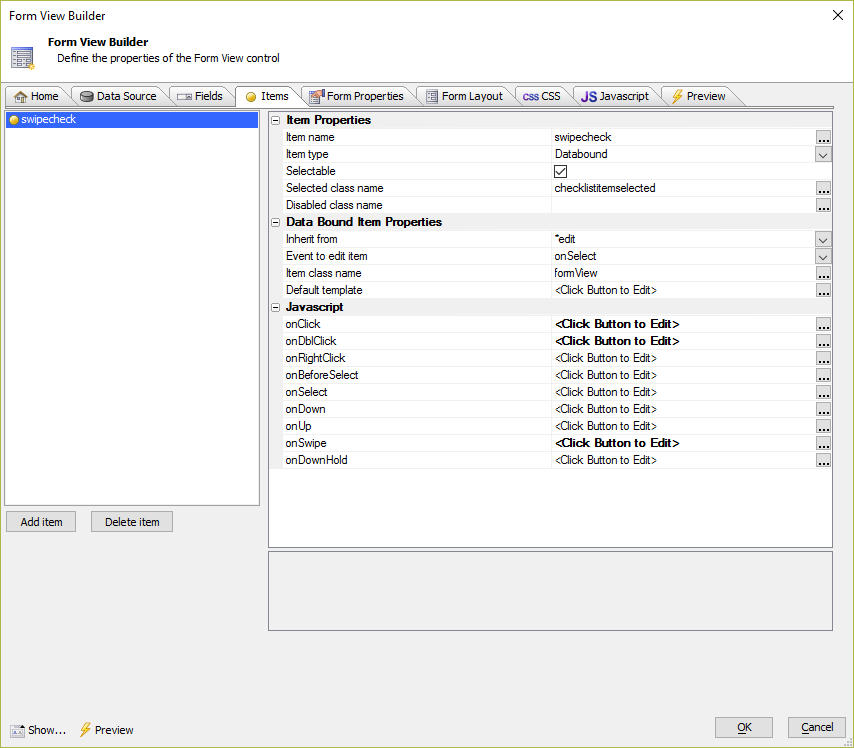 Form View Builder
Form View Builder
Define the properties of the Form View control
Home Data Source Fields Items Form Properties Form Layout css CSS JS Javascript Preview
swipecheck
Item Properties
Item name swipecheck ...
Item type Databound
Selectable
Selected class name checklistitemselected ...
Disabled class name ...
Data Bound Item Properties
Inherit from *edit
Event to edit item onSelect
Item class name formView ...
Default template <Click Button to Edit> ...
Javascript
onClick <Click Button to Edit> ...
onDblClick <Click Button to Edit> ...
onRightClick <Click Button to Edit> ...
onBeforeSelect <Click Button to Edit> ...
onSelect <Click Button to Edit> ...
onDown <Click Button to Edit> ...
onUp <Click Button to Edit> ...
onSwipe <Click Button to Edit> ...
onDownHold <Click Button to Edit> ...
Add item Delete item
Show... Preview OK Cancel